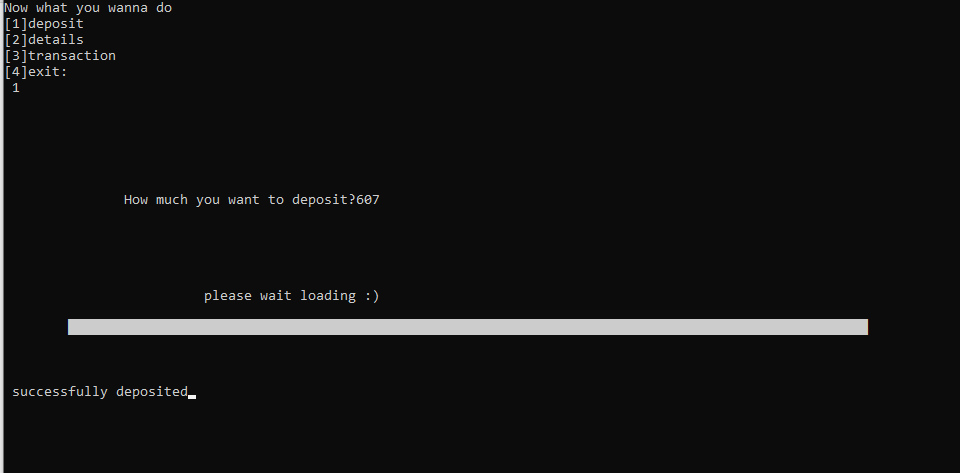 Now what you wanna do
[1]deposit
[2]details
[3]transaction
[4]exit:
1
How much you want to deposit?607
please wait loading :)
successfully deposited